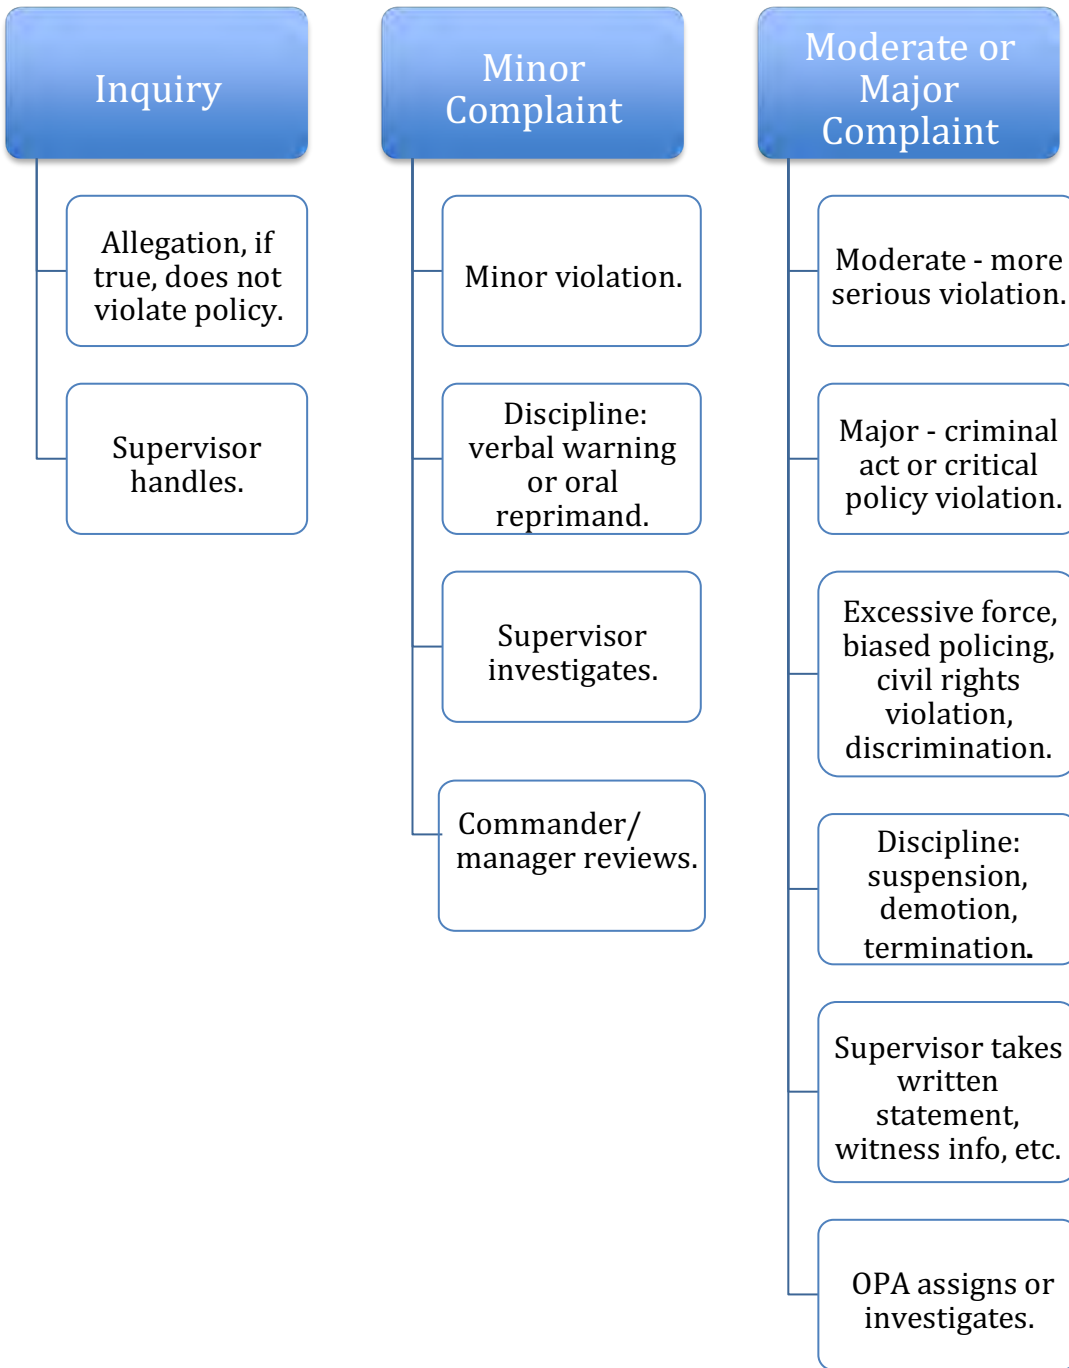 Inquiry
Allegation, if
true, does not
violate policy.
Supervisor
handles.
Minor
Complaint
Minor violation.
Discipline:
verbal warning
or oral
reprimand.
Supervisor
investigates.
Commander/
manager reviews.
Moderate or
Major
Complaint
Moderate - more
serious violation.
Major - criminal
act or critical
policy violation.
Excessive force,
biased policing,
civil rights
violation,
discrimination.
Discipline:
suspension,
demotion,
termination.
Supervisor takes
written
statement,
witness info, etc.
OPA assigns or
investigates.